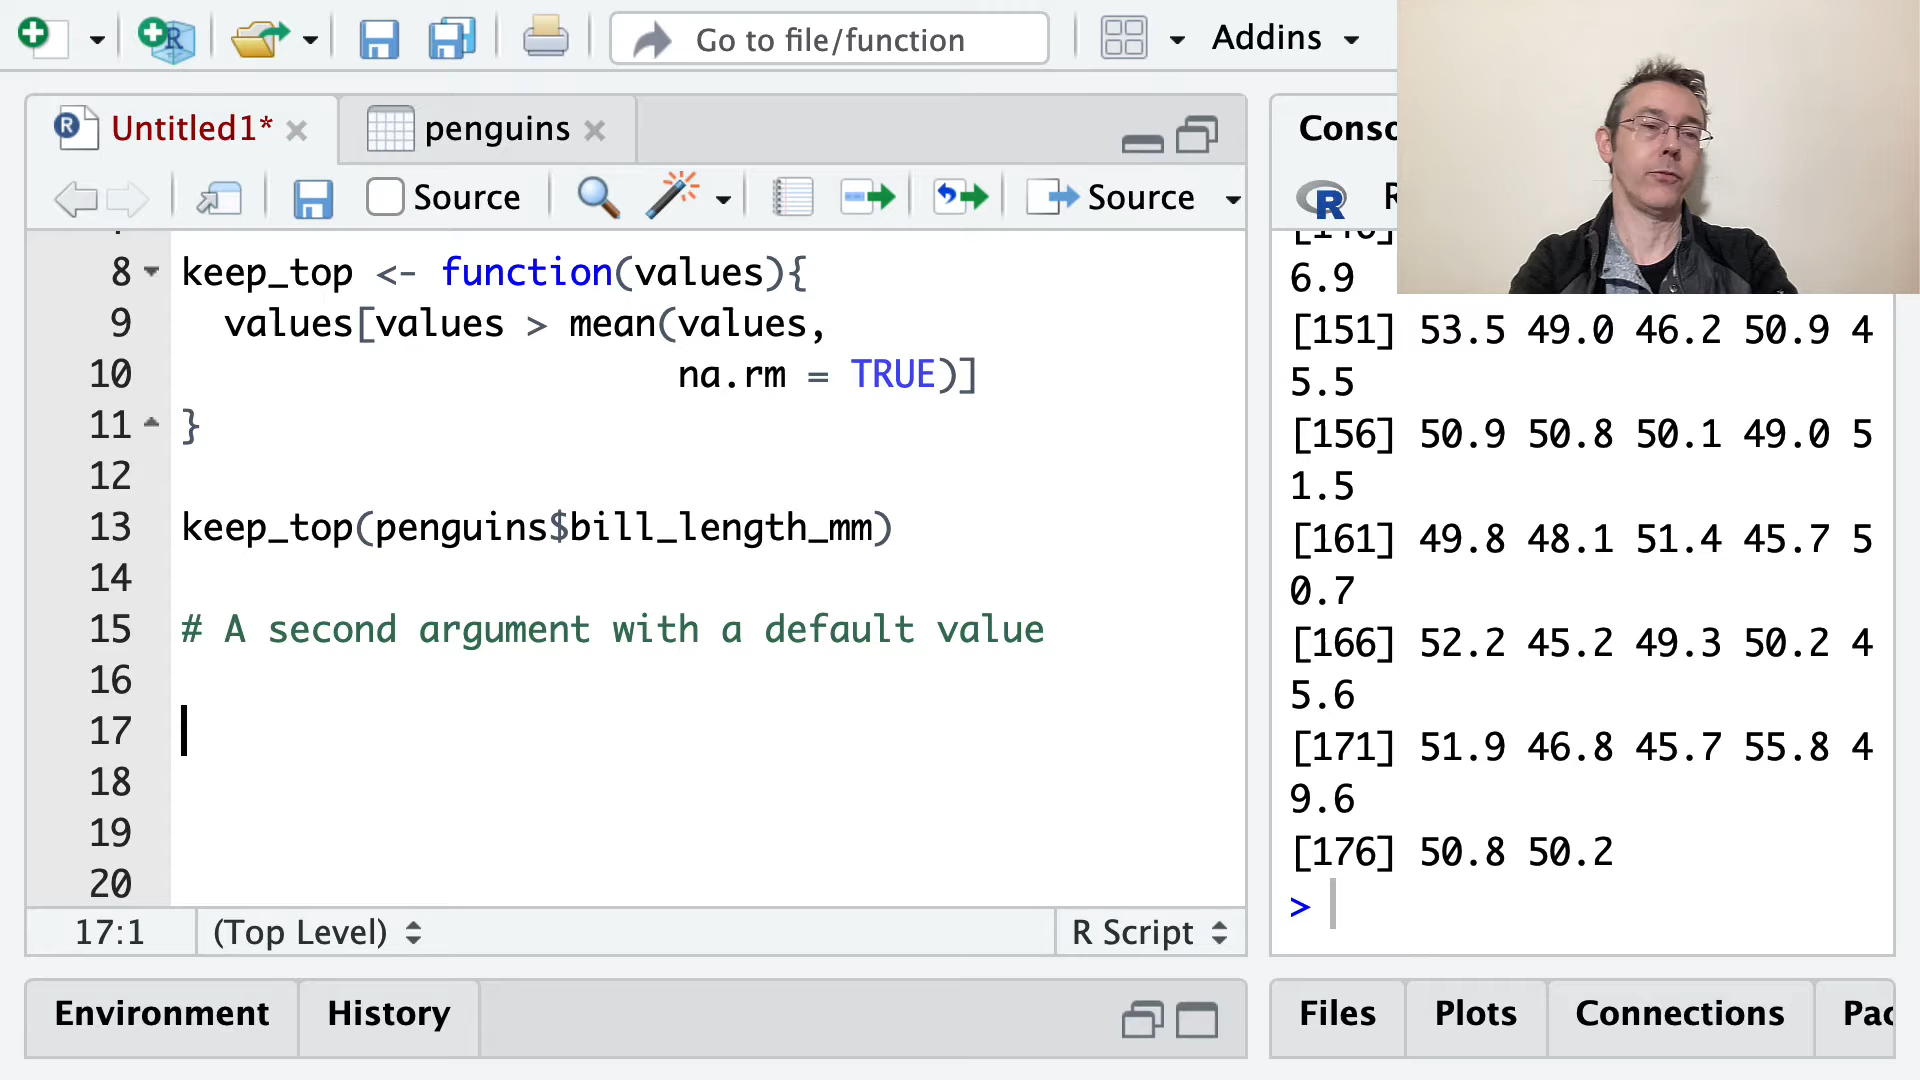 Go to file/function
Addins
Untitled1*
penguins
Source
Source
8 keep_top <- function(values){
9 values[values > mean(values,
10 na.rm = TRUE)]
11 }
12
13 keep_top(penguins$bill_length_mm)
14
15 # A second argument with a default value
16
17
18
19
20
17:1
(Top Level)
R Script
Conso
R
6.9
[151] 53.5 49.0 46.2 50.9 4
5.5
[156] 50.9 50.8 50.1 49.0 5
1.5
[161] 49.8 48.1 51.4 45.7 5
0.7
[166] 52.2 45.2 49.3 50.2 4
5.6
[171] 51.9 46.8 45.7 55.8 4
9.6
[176] 50.8 50.2
>
Environment
History
Files
Plots
Connections
Pac